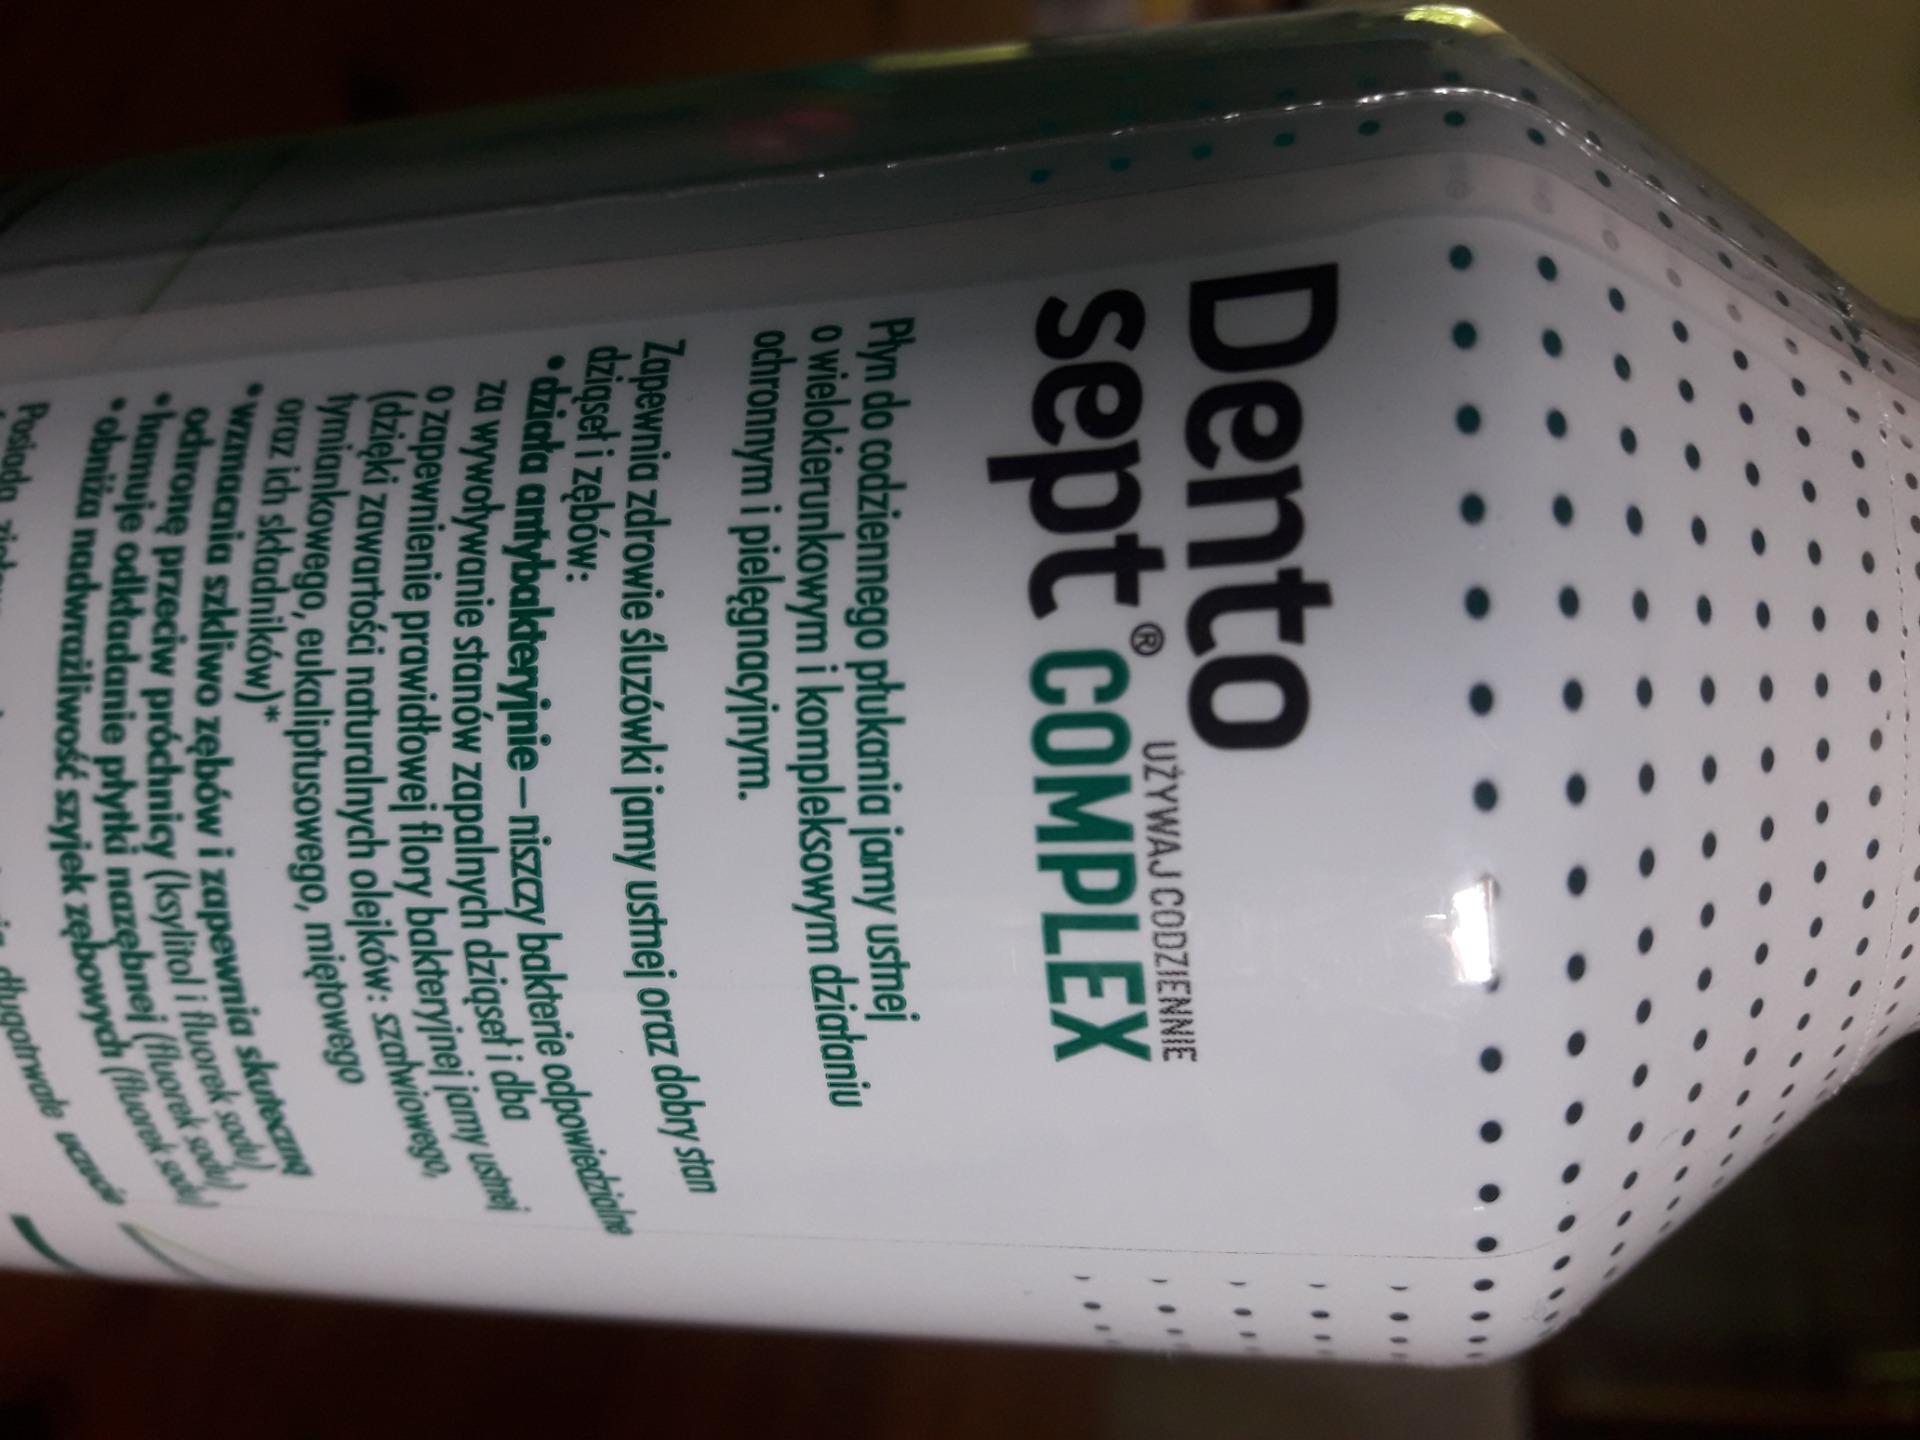 Dento
sept® COMPLEX
UŻYWAJ CODZIENNIE
Płyn do codziennego płukania jamy ustnej
o wielokierunkowym i kompleksowym działaniu
ochronnym i pielęgnacyjnym.
Zapewnia zdrowie śluzówki jamy ustnej oraz dobry stan
dziąseł i zębów:
• działa antybakteryjnie – niszczy bakterie odpowiedzialne
za wywoływanie stanów zapalnych dziąseł i dba
o zapewnienie prawidłowej flory bakteryjnej jamy ustnej
(dzięki zawartości naturalnych olejków: szałwiowego,
tymiankowego, eukaliptusowego, miętowego
oraz ich składników)*
• wzmacnia szkliwo zębów i zapewnia skuteczną
ochronę przeciw próchnicy (ksylitol i fluorek sodu)
• hamuje odkładanie płytki nazębnej (fluorek sodu)
• obniża nadwrażliwość szyjek zębowych (fluorek sodu)
Posiada długotrwałe uczucie